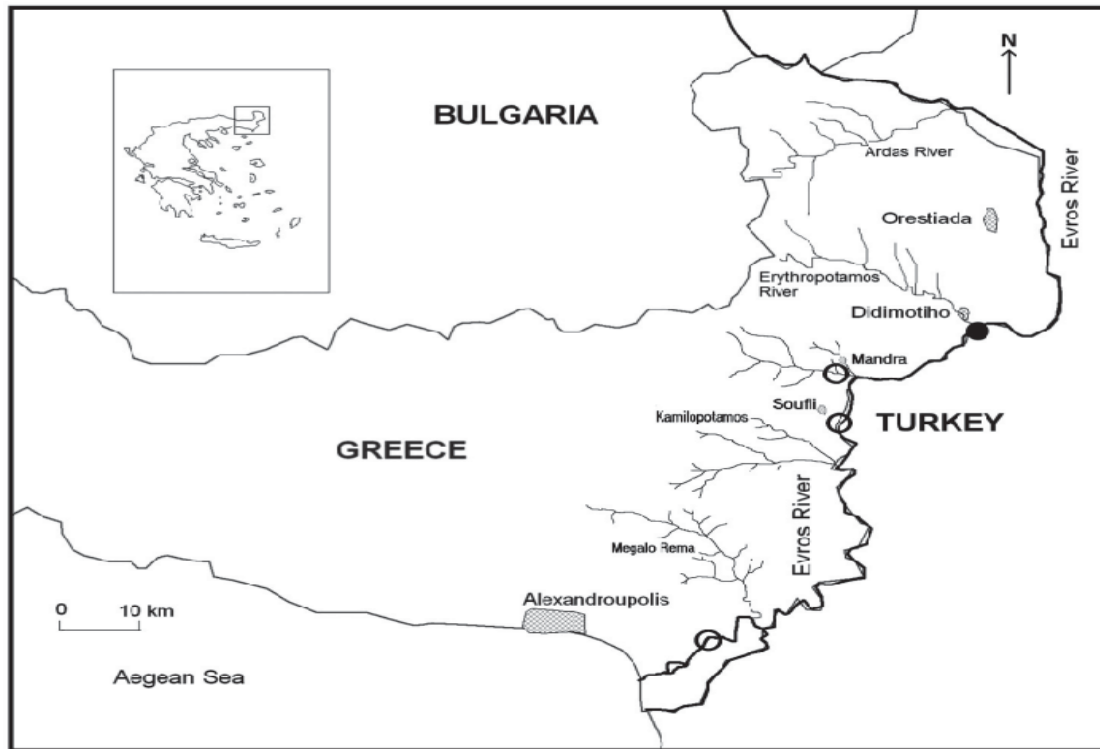 N
BULGARIA
Ardas River
Evros River
Orestiada
Erythropotamos
River
Didimotiho
Mandra
Soufli
TURKEY
Kamilopotamos
GREECE
Evros River
Megalo Rema
Alexandroupolis
0 10 km
Aegean Sea